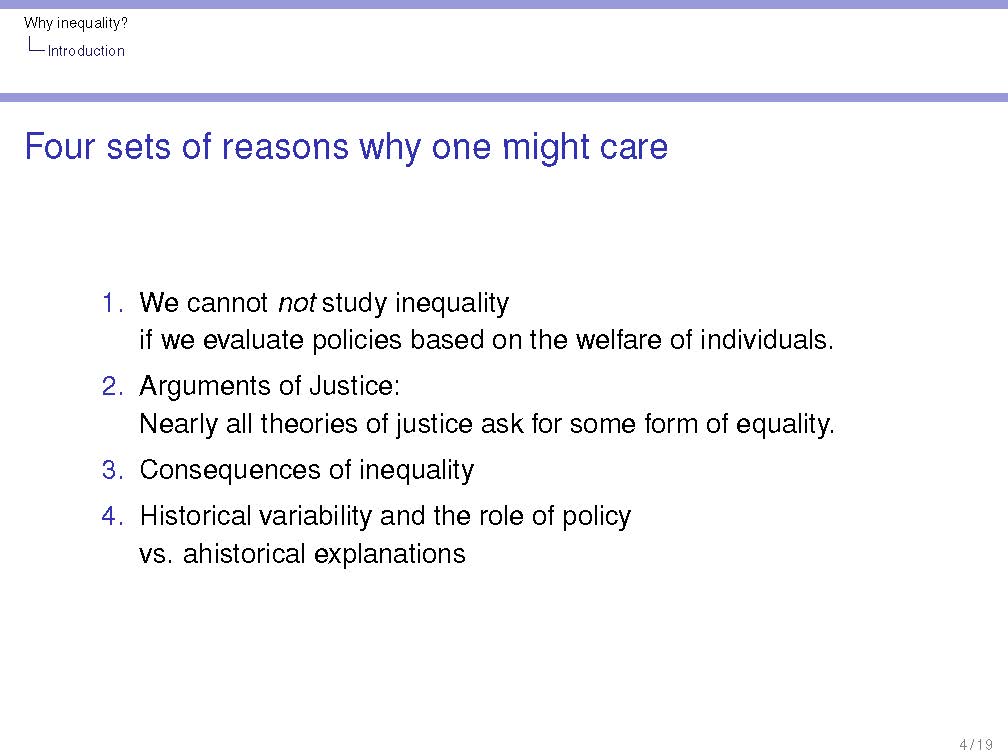 Why inequality?
Introduction
Four sets of reasons why one might care
1. We cannot not study inequality
if we evaluate policies based on the welfare of individuals.
2. Arguments of Justice:
Nearly all theories of justice ask for some form of equality.
3. Consequences of inequality
4. Historical variability and the role of policy
vs. ahistorical explanations
4 / 19